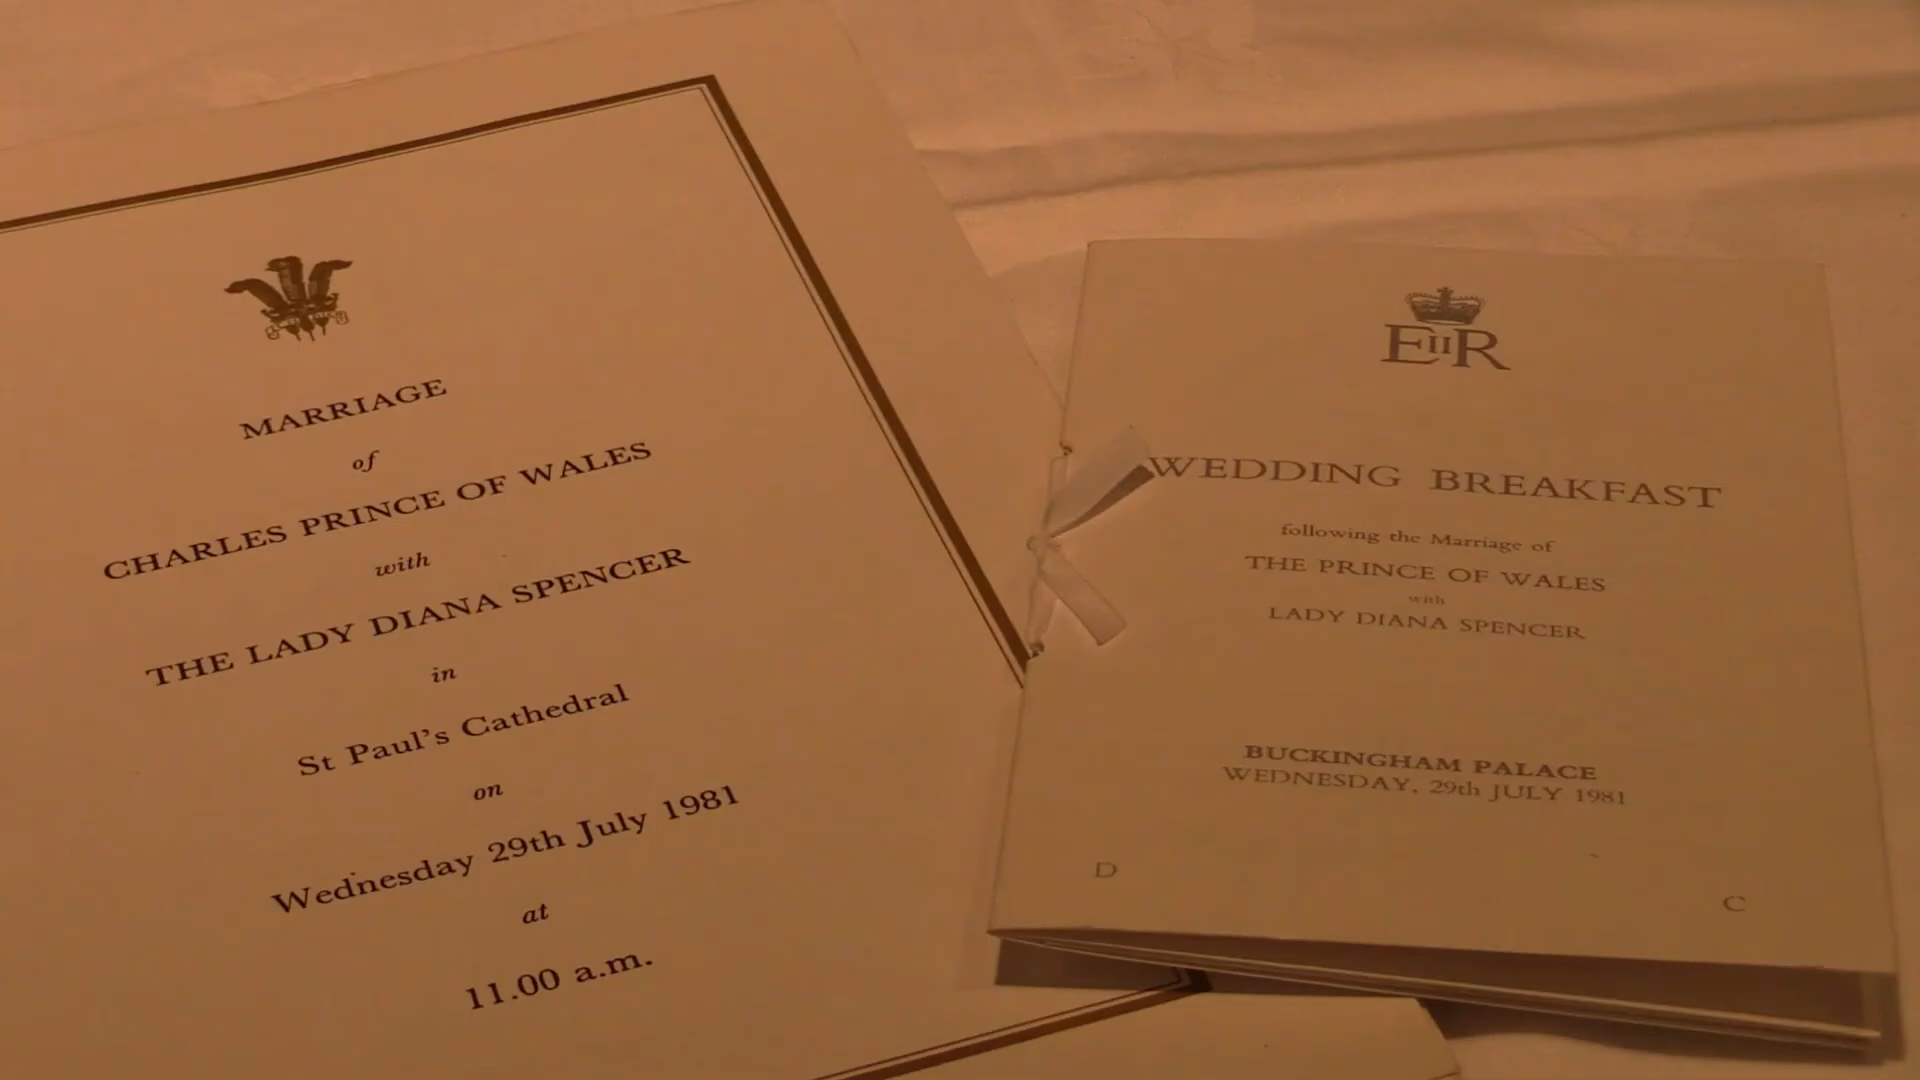 MARRIAGE
of
CHARLES PRINCE OF WALES
with
THE LADY DIANA SPENCER
in
St Paul's Cathedral
on
Wednesday 29th July 1981
at
11.00 a.m.
EIIR
WEDDING BREAKFAST
following the Marriage of
THE PRINCE OF WALES
with
LADY DIANA SPENCER
BUCKINGHAM PALACE
WEDNESDAY, 29th JULY 1981
D
C